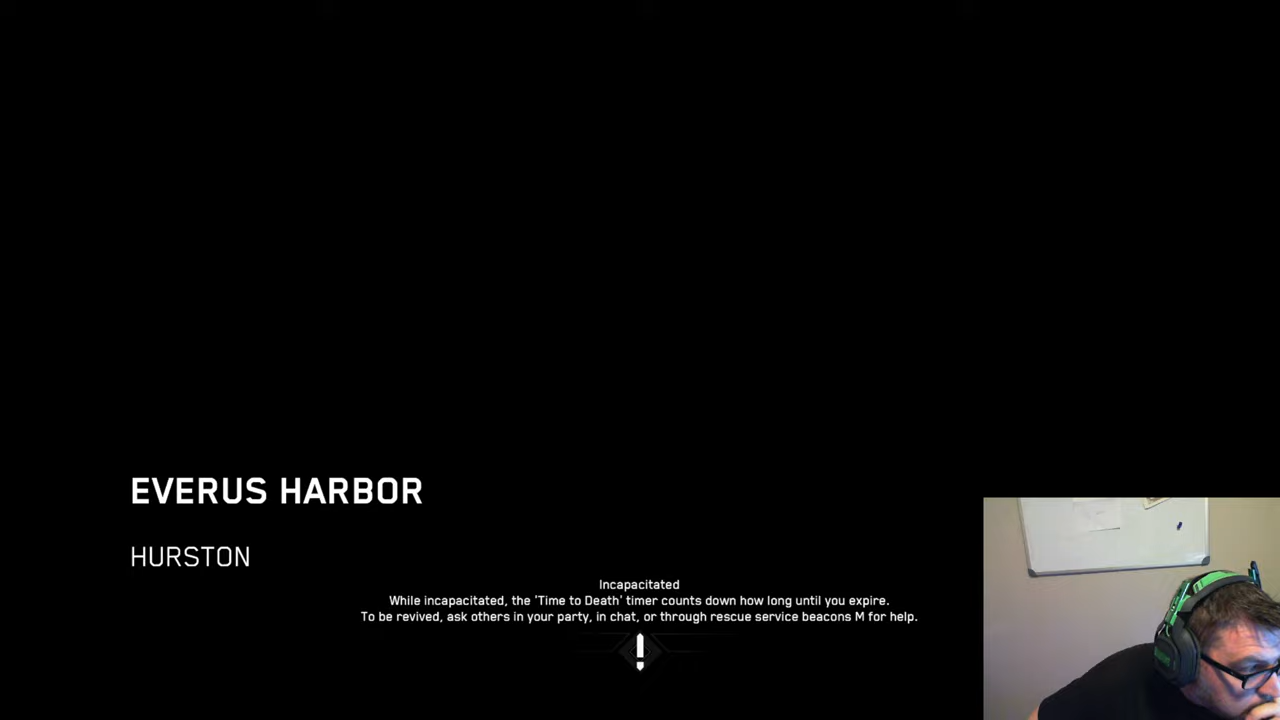 EVERUS HARBOR
HURSTON
Incapacitated
While incapacitated, the 'Time to Death' timer counts down how long until you expire.
To be revived, ask others in your party, in chat, or through rescue service beacons M for help.